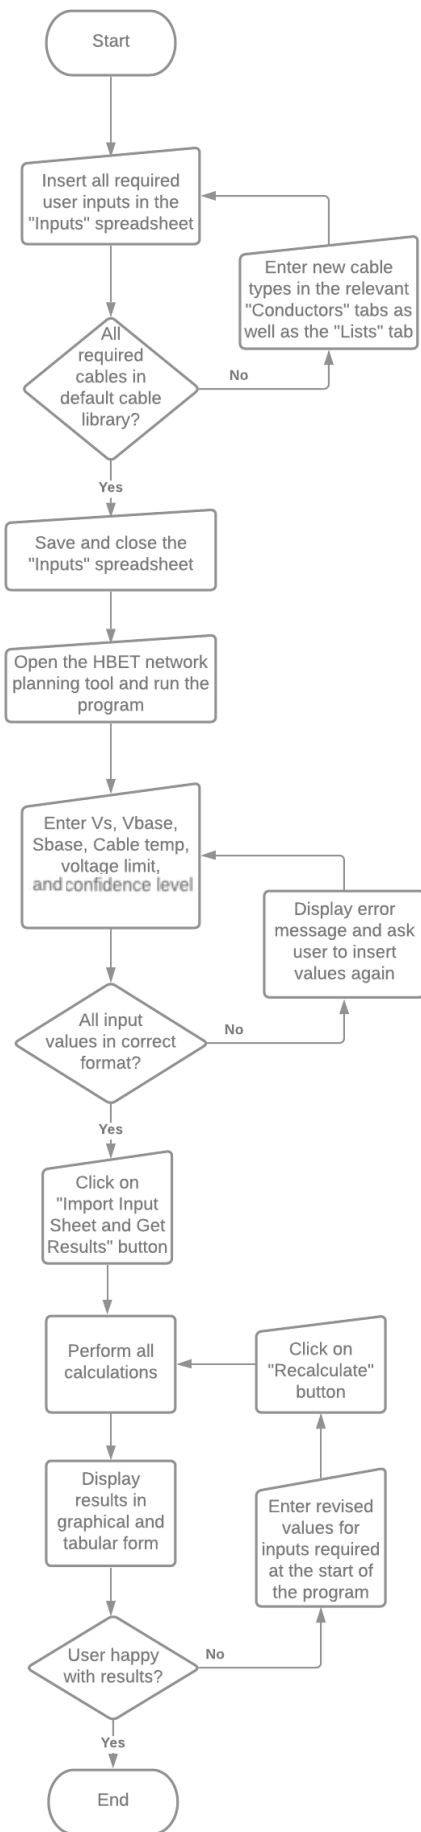 Start
Insert all required
user inputs in the
"Inputs" spreadsheet
Enter new cable
types in the relevant
"Conductors" tabs as
well as the "Lists" tab
All
required
cables in
default cable
library?
No
Yes
Save and close the
"Inputs" spreadsheet
Open the HBET network
planning tool and run the
program
Enter Vs, Vbase,
Sbase, Cable temp,
voltage limit,
and confidence level
Display error
message and ask
user to insert
values again
All input
values in correct
format?
No
Yes
Click on
"Import Input
Sheet and Get
Results" button
Perform all
calculations
Click on
"Recalculate"
button
Display
results in
graphical and
tabular form
Enter revised
values for
inputs required
at the start of
the program
User happy
with results?
No
Yes
End